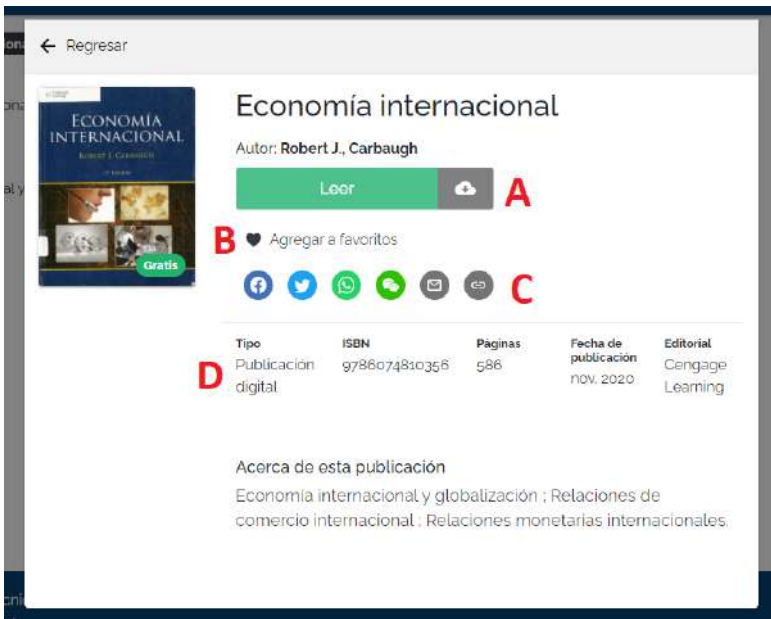 ← Regresar
ECONOMÍA
INTERNACIONAL
ROBERT J. CARBAUGH
Gratis
Economía internacional
Autor: Robert J., Carbaugh
Leer
A
B Agregar a favoritos
C
Tipo ISBN Páginas Fecha de publicación Editorial
D Publicación digital 9786074810356 586 nov. 2020 Cengage Learning
Acerca de esta publicación
Economía internacional y globalización ; Relaciones de
comercio internacional ; Relaciones monetarias internacionales.